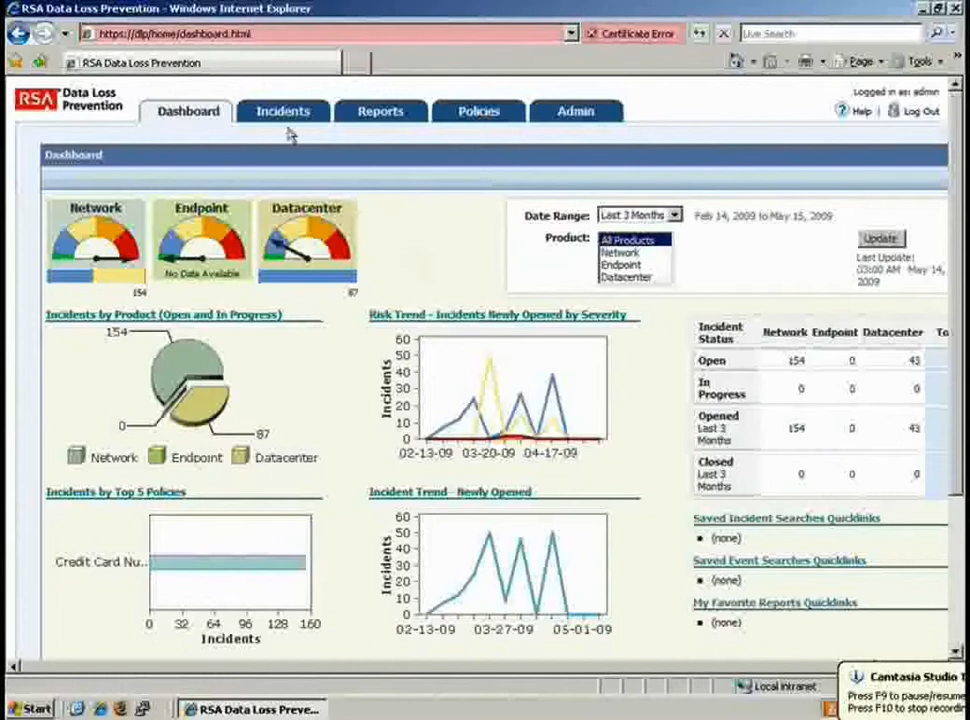 RSA Data Loss Prevention - Windows Internet Explorer
https://dlp/home/dashboard.html
Certificate Error
Live Search
RSA Data Loss Prevention
Page
Tools
RSA
Data Loss
Prevention
Dashboard
Incidents
Reports
Policies
Admin
Logged in as: admin
Help
Log Out
Dashboard
Network
Endpoint
Datacenter
No Data Available
154
87
Date Range:
Last 3 Months
Feb 14, 2009 to May 15, 2009
Product:
All Products
Network
Endpoint
Datacenter
Update
Last Update:
03:00 AM May 14,
2009
Incidents by Product (Open and In Progress)
154
0
87
Network
Endpoint
Datacenter
Risk Trend - Incidents Newly Opened by Severity
Incidents
60
50
40
30
20
10
0
02-13-09 03-20-09 04-17-09
Incident
Status
Network Endpoint Datacenter To
Open 154 0 43
In
Progress
0 0 0
Opened
Last 3
Months
154 0 43
Closed
Last 3
Months
0 0 0
Incidents by Top 5 Policies
Credit Card Nu..
0 32 64 96 128 160
Incidents
Incident Trend - Newly Opened
Incidents
60
50
40
30
20
10
0
02-13-09 03-27-09 05-01-09
Saved Incident Searches Quicklinks
(none)
Saved Event Searches Quicklinks
(none)
My Favorite Reports Quicklinks
(none)
Local intranet
Camtasia Studio
Press F9 to pause/resume
Press F10 to stop recordin
Start
RSA Data Loss Preve...